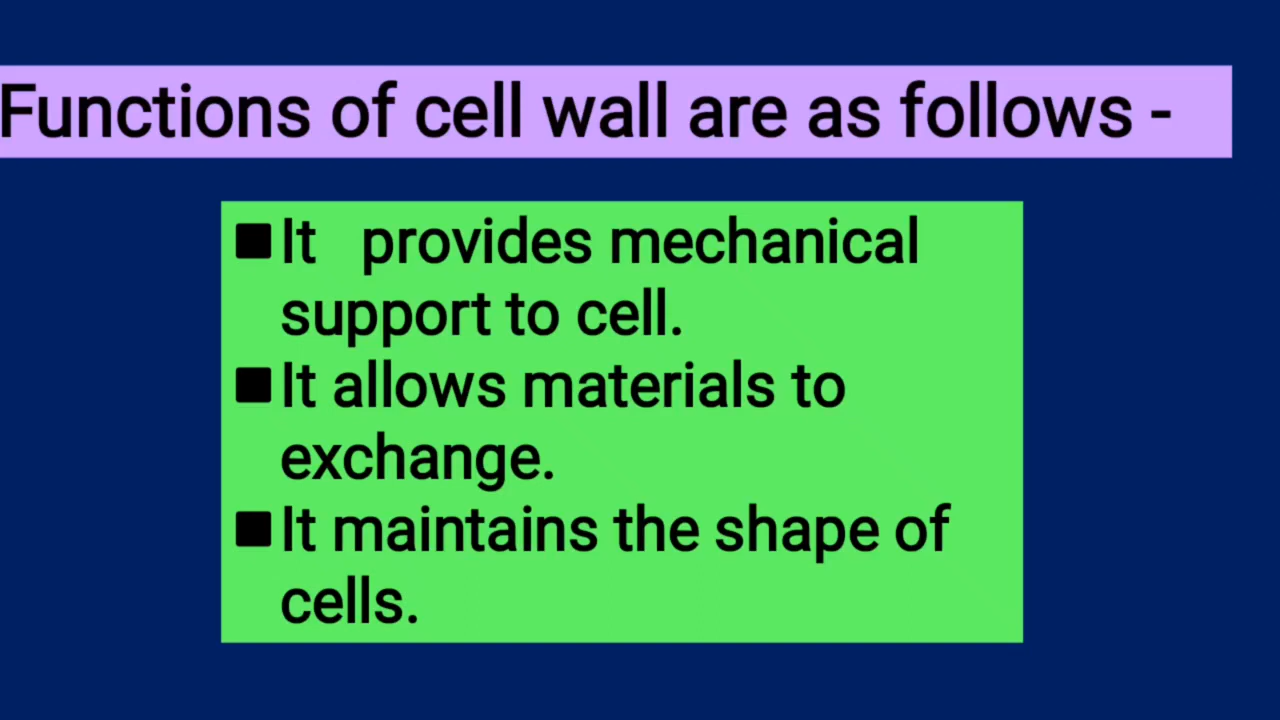 Functions of cell wall are as follows -
■It   provides mechanical
support to cell.
■It allows materials to
exchange.
■It maintains the shape of
cells.